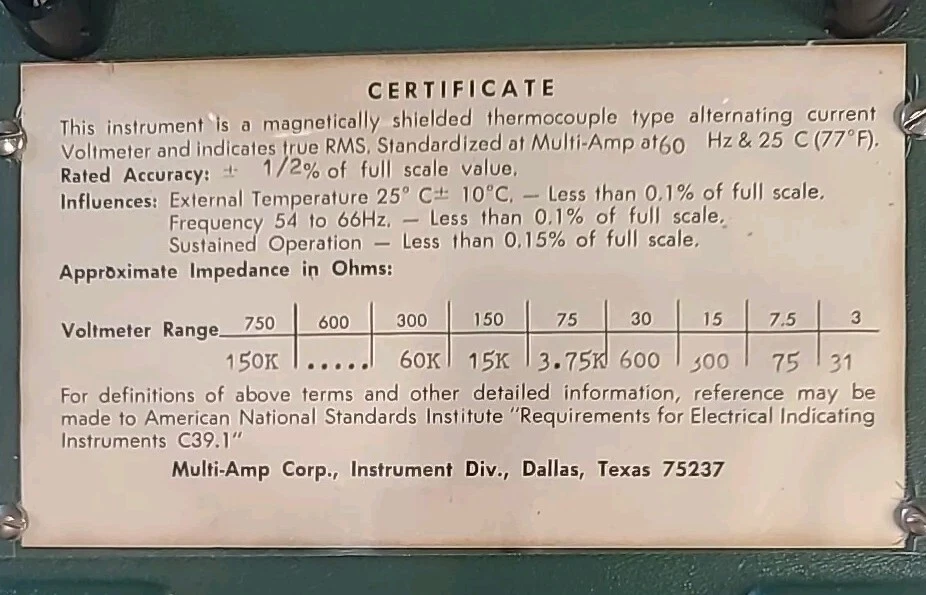 CERTIFICATE
This instrument is a magnetically shielded thermocouple type alternating current
Voltmeter and indicates true RMS. Standardized at Multi-Amp at 60 Hz & 25 C (77°F).
Rated Accuracy: ± 1/2% of full scale value.
Influences: External Temperature 25° C± 10°C. — Less than 0.1% of full scale.
Frequency 54 to 66Hz. — Less than 0.1% of full scale.
Sustained Operation — Less than 0.15% of full scale.
Approximate Impedance in Ohms:
Voltmeter Range 750 600 300 150 75 30 15 7.5 3
150K ..... 60K 15K 3.75K 600 300 75 31
For definitions of above terms and other detailed information, reference may be
made to American National Standards Institute "Requirements for Electrical Indicating
Instruments C39.1"
Multi-Amp Corp., Instrument Div., Dallas, Texas 75237